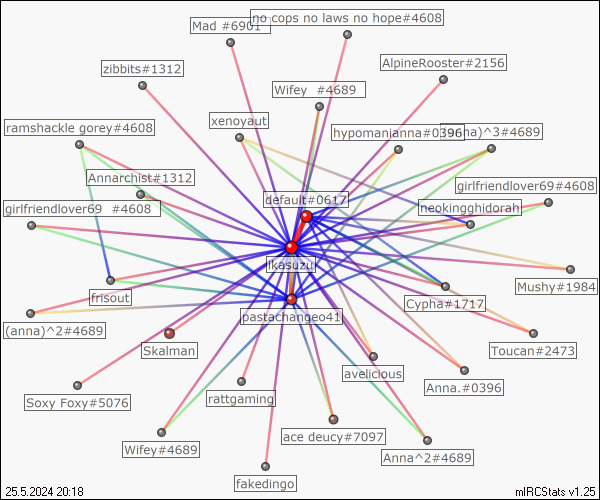 no cops no laws no hope#4608
Mad #6901
AlpineRooster#2156
zibbits#1312
Wifey #4689
xenoyaut
ramshackle gorey#4608
hypomanianna#0396
na)^3#4689
Annarchist#1312
girlfriendlover69#4608
default#0617
girlfriendlover69 #4608
neokingghidorah
ikasuzu
Mushy#1984
frisout
Cypha#1717
pastachangeo41
(anna)^2#4689
Toucan#2473
Skalman
avelicious
Anna.#0396
rattgaming
Soxy Foxy#5076
ace deucy#7097
Wifey#4689
Anna^2#4689
fakedingo
25.5.2024 20:18
mIRCStats v1.25